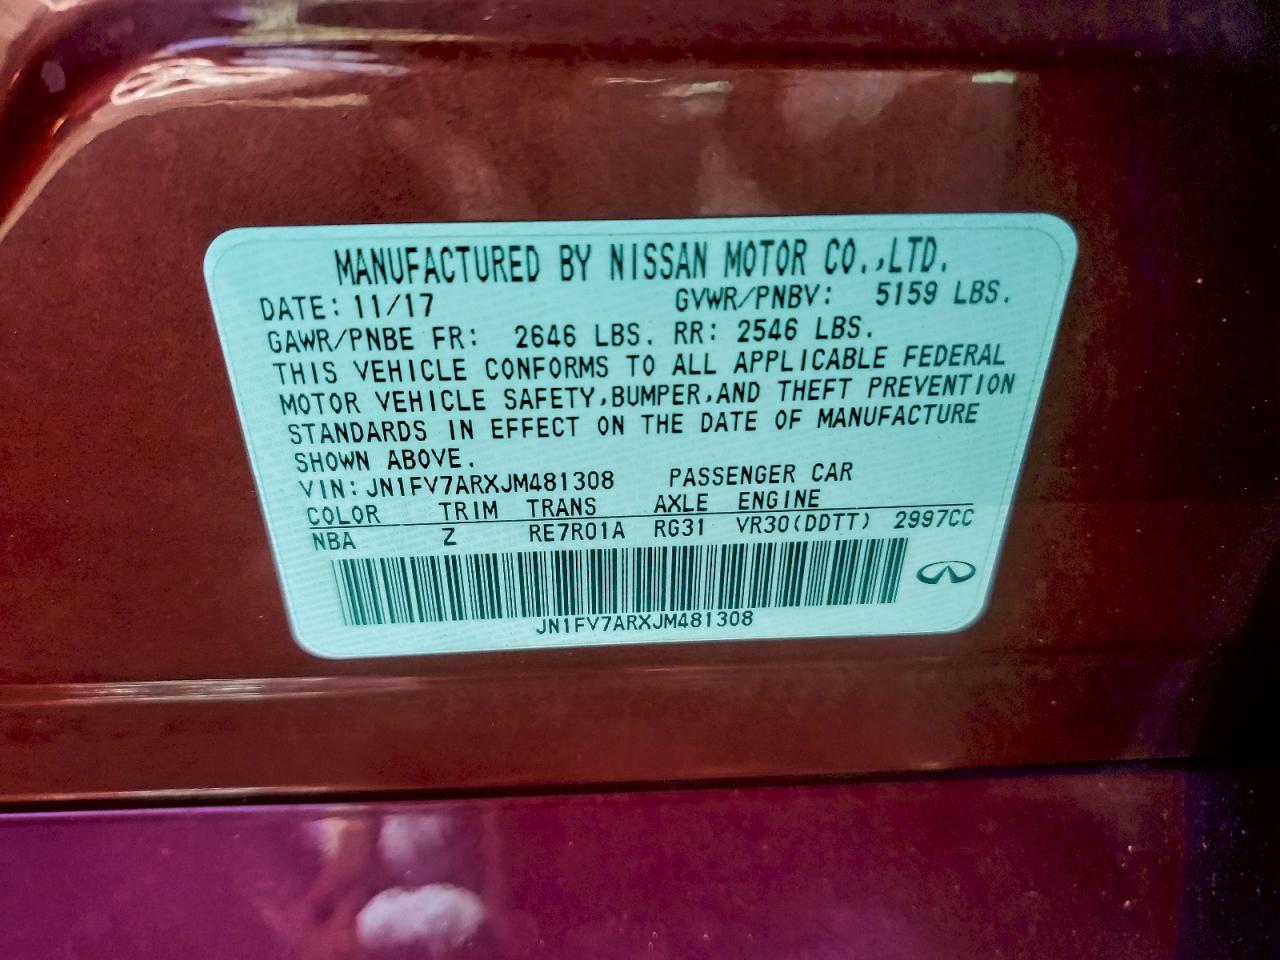 MANUFACTURED BY NISSAN MOTOR CO.,LTD.
DATE: 11/17 GVWR/PNBV: 5159 LBS.
GAWR/PNBE FR: 2646 LBS. RR: 2546 LBS.
THIS VEHICLE CONFORMS TO ALL APPLICABLE FEDERAL
MOTOR VEHICLE SAFETY,BUMPER,AND THEFT PREVENTION
STANDARDS IN EFFECT ON THE DATE OF MANUFACTURE
SHOWN ABOVE.
VIN: JN1FV7ARXJM481308 PASSENGER CAR
COLOR TRIM TRANS AXLE ENGINE
NBA Z RE7R01A RG31 VR30(DDTT) 2997CC
JN1FV7ARXJM481308